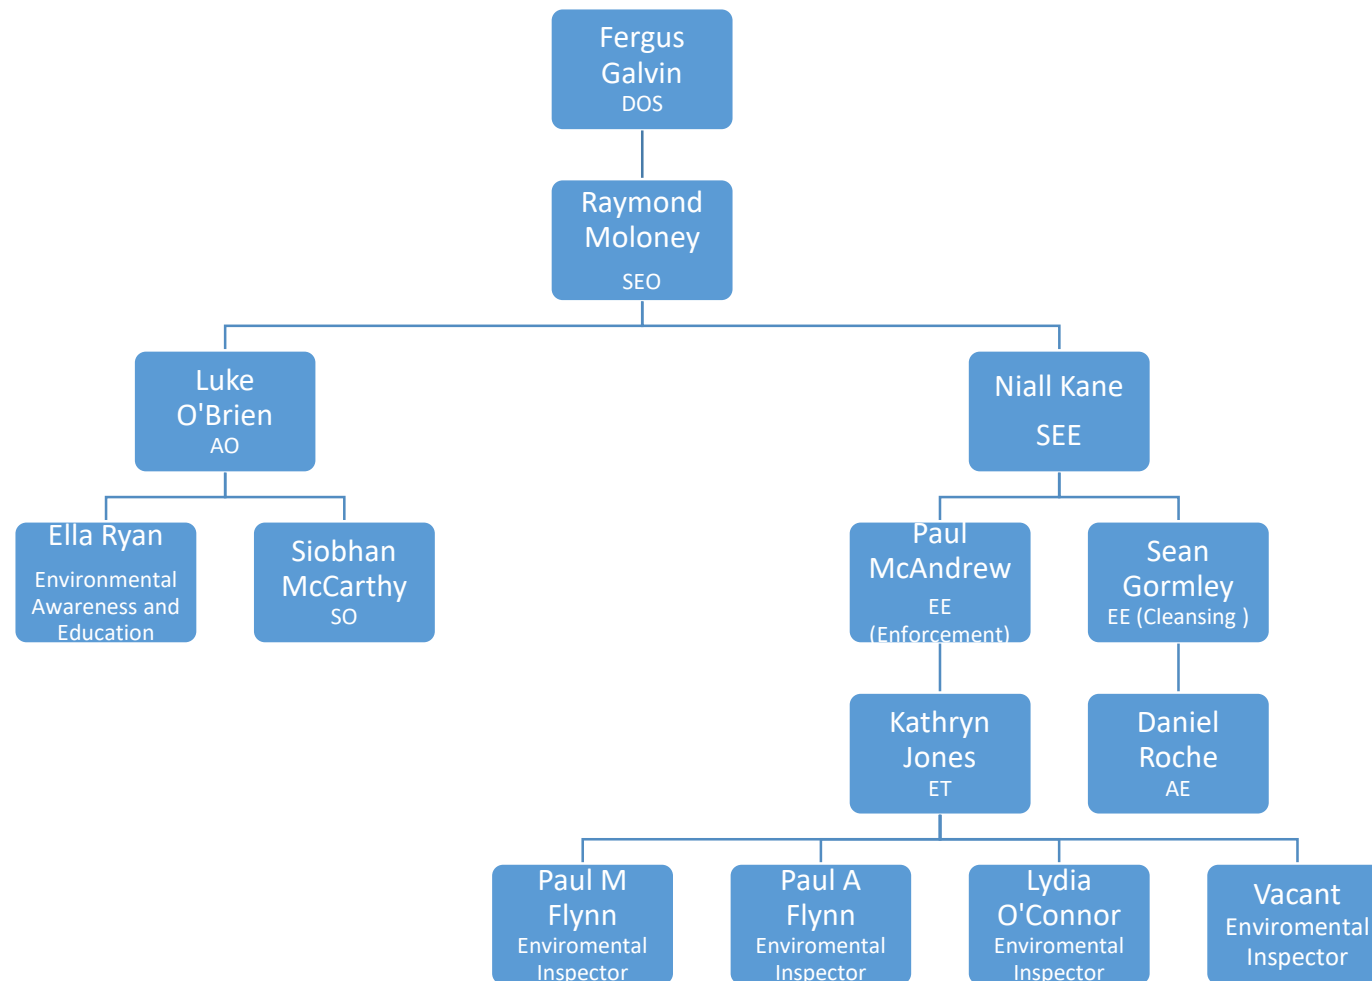 Fergus
Galvin
DOS
Raymond
Moloney
SEO
Luke
O'Brien
AO
Niall Kane
SEE
Ella Ryan
Environmental
Awareness and
Education
Siobhan
McCarthy
SO
Paul
McAndrew
EE
(Enforcement)
Sean
Gormley
EE (Cleansing )
Kathryn
Jones
ET
Daniel
Roche
AE
Paul M
Flynn
Enviromental
Inspector
Paul A
Flynn
Enviromental
Inspector
Lydia
O'Connor
Enviromental
Inspector
Vacant
Enviromental
Inspector